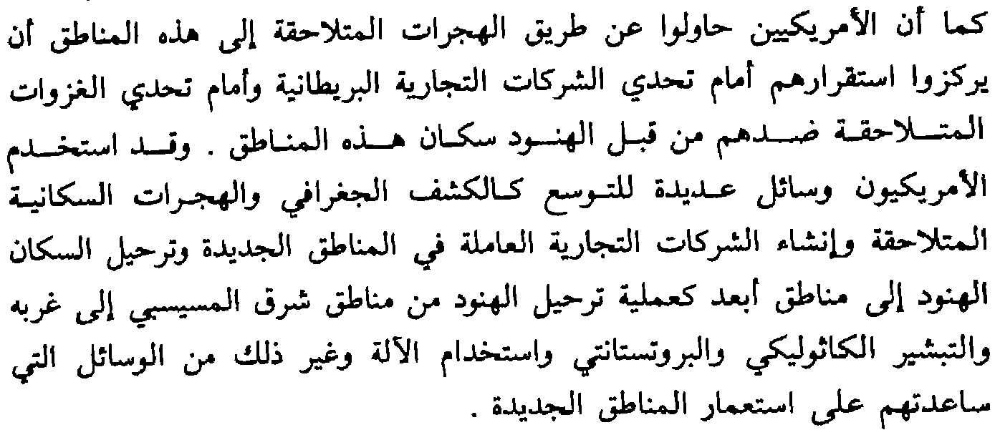 كما أن الأمريكيين حاولوا عن طريق الهجرات المتلاحقة إلى هذه المناطق أن
يركزوا استقرارهم أمام تحدي الشركات التجارية البريطانية وأمام تحدي الغزوات
المتلاحقة ضدهم من قبل الهنود سكان هذه المناطق . وقد استخدم
الأمريكيون وسائل عديدة للتوسع كالكشف الجغرافي والهجرات السكانية
المتلاحقة وإنشاء الشركات التجارية العاملة في المناطق الجديدة وترحيل السكان
الهنود إلى مناطق أبعد كعملية ترحيل الهنود من مناطق شرق المسيسبي إلى غربه
والتبشير الكاثوليكي والبروتستانتي واستخدام الآلة وغير ذلك من الوسائل التي
ساعدتهم على استعمار المناطق الجديدة .